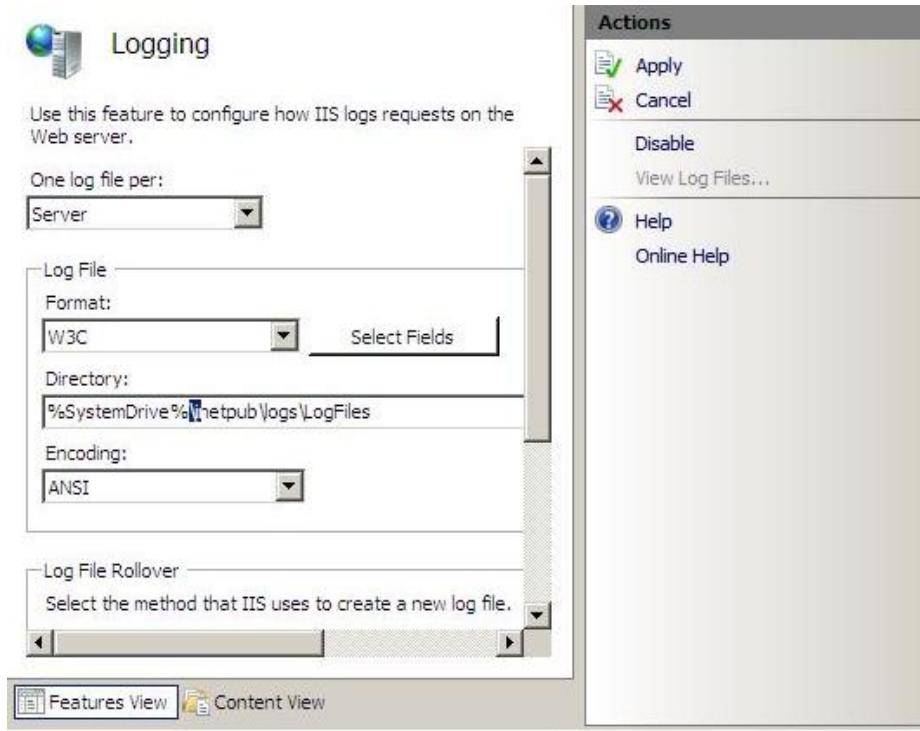 Logging
Use this feature to configure how IIS logs requests on the
Web server.
One log file per:
Server
Log File
Format:
W3C
Select Fields
Directory:
%SystemDrive%\inetpub\logs\LogFiles
Encoding:
ANSI
Log File Rollover
Select the method that IIS uses to create a new log file.
Features View
Content View
Actions
Apply
Cancel
Disable
View Log Files...
Help
Online Help